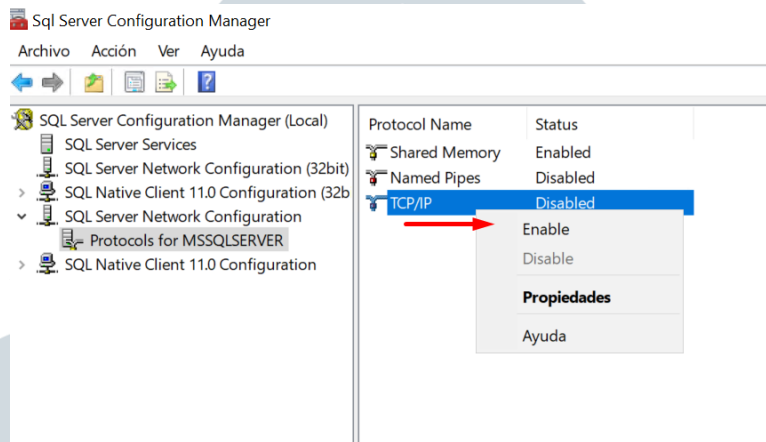 Sql Server Configuration Manager
Archivo Acción Ver Ayuda
SQL Server Configuration Manager (Local)
SQL Server Services
SQL Server Network Configuration (32bit)
SQL Native Client 11.0 Configuration (32b
SQL Server Network Configuration
Protocols for MSSQLSERVER
SQL Native Client 11.0 Configuration
Protocol Name Status
Shared Memory Enabled
Named Pipes Disabled
TCP/IP Disabled
Enable
Disable
Propiedades
Ayuda